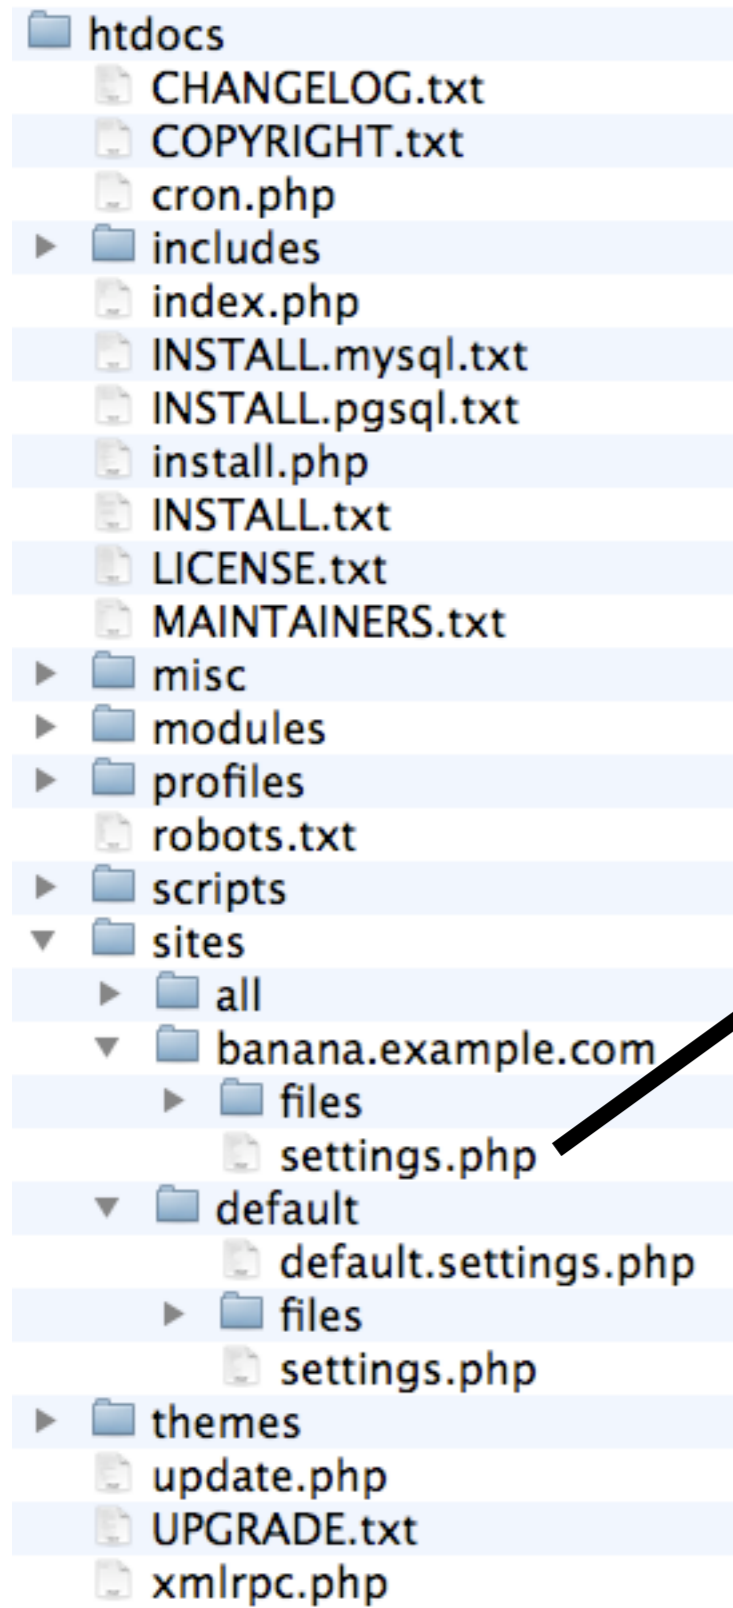 htdocs
CHANGELOG.txt
COPYRIGHT.txt
cron.php
includes
index.php
INSTALL.mysql.txt
INSTALL.pgsql.txt
install.php
INSTALL.txt
LICENSE.txt
MAINTAINERS.txt
misc
modules
profiles
robots.txt
scripts
sites
all
banana.example.com
files
settings.php
default
default.settings.php
files
settings.php
themes
update.php
UPGRADE.txt
xmlrpc.php